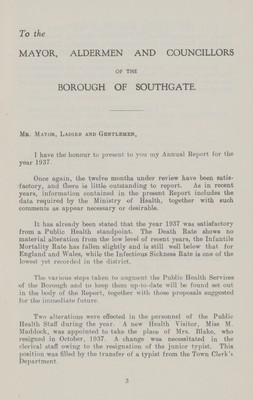 To the
MAYOR, ALDERMEN AND COUNCILLORS
OF THE
BOROUGH OF SOUTHGATE.
MR. MAYOR, LADIES AND GENTLEMEN,
I have the honour to present to you my Annual Report for the
year 1937.
Once again, the twelve months under review have been satis-
factory, and there is little outstanding to report. As in recent
years, information contained in the present Report includes the
data required by the Ministry of Health, together with such
comments as appear necessary or desirable.
It has already been stated that the year 1937 was satisfactory
from a Public Health standpoint. The Death Rate shows no
material alteration from the low level of recent years, the Infantile
Mortality Rate has fallen slightly and is still well below that for
England and Wales, while the Infectious Sickness Rate is one of the
lowest yet recorded in the district.
The various steps taken to augment the Public Health Services
of the Borough and to keep them up-to-date will be found set out
in the body of the Report, together with those proposals suggested
for the immediate future.
Two alterations were effected in the personnel of the Public
Health Staff during the year. A new Health Visitor, Miss M.
Maddock, was appointed to take the place of Mrs. Blake, who
resigned in October, 1937. A change was necessitated in the
clerical staff owing to the resignation of the junior typist. This
position was filled by the transfer of a typist from the Town Clerk's
Department.
3